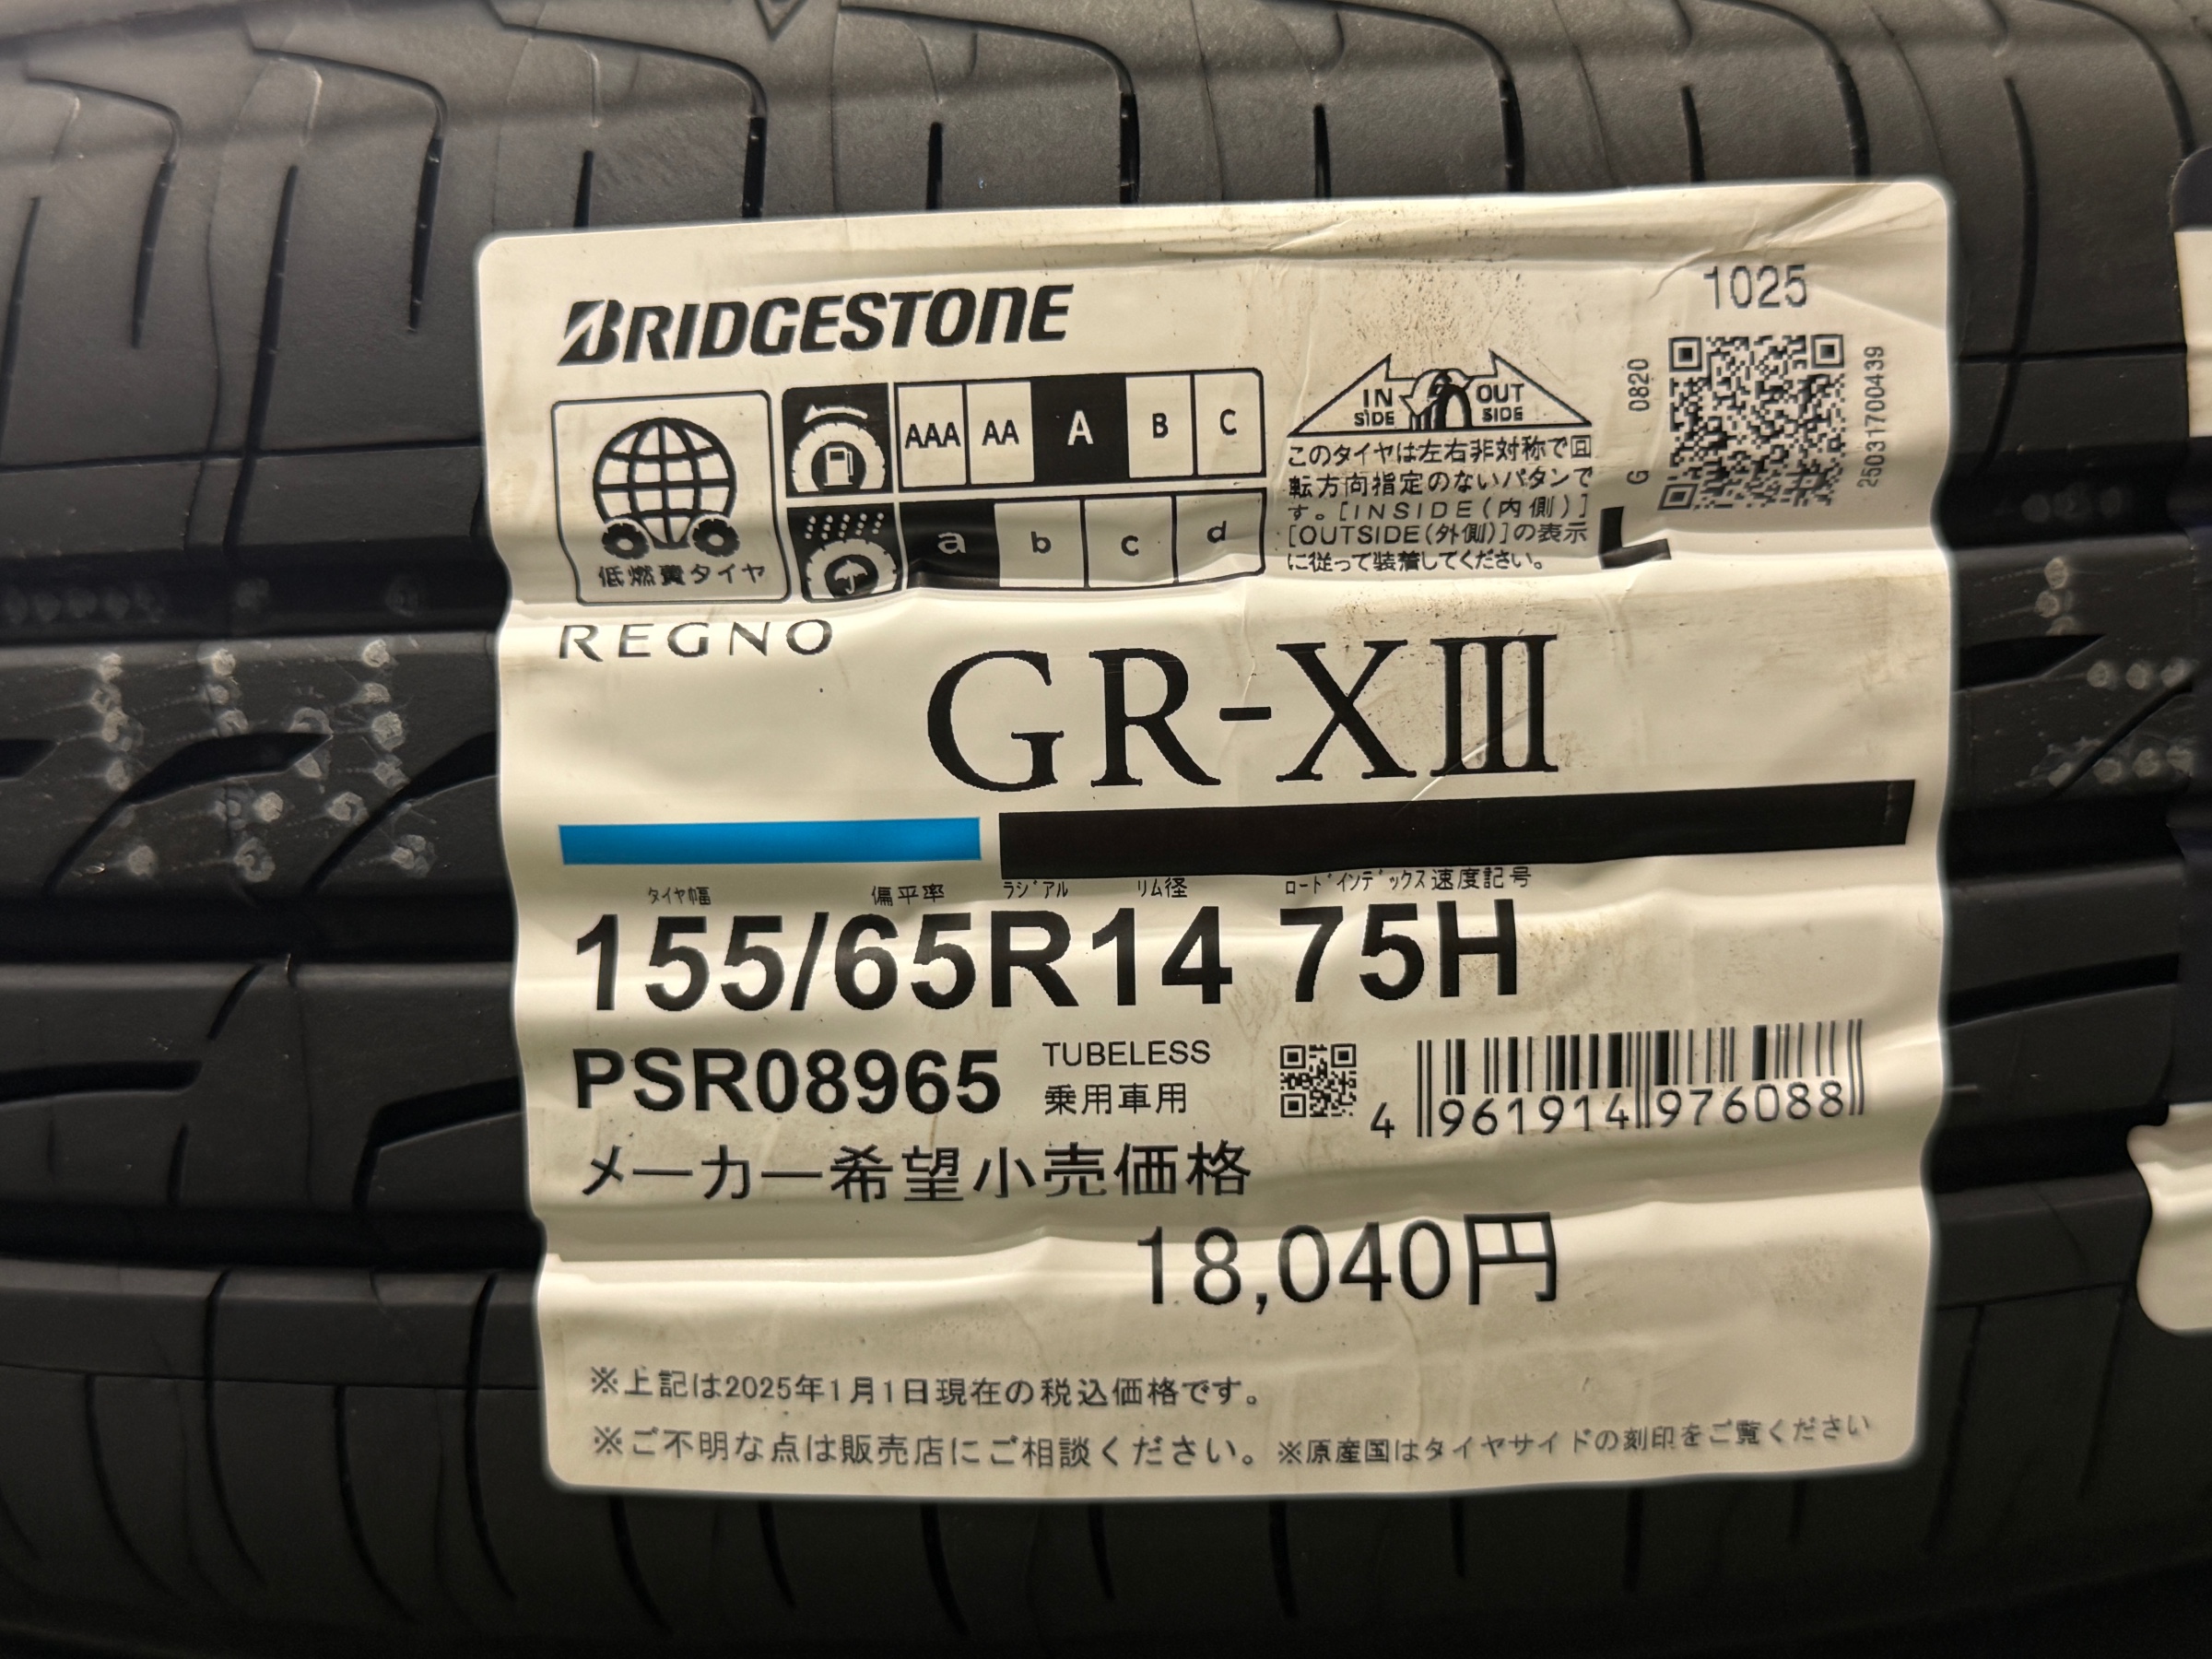 BRIDGESTONE
1025
AAA AA A B C
a b c d
低燃費タイヤ
IN SIDE OUT SIDE
このタイヤは左右非対称で回
転方向指定のないパタンで
す。[INSIDE(内側)]
[OUTSIDE(外側)]の表示
に従って装着してください。
G 0820
25031700439
L
REGNO
GR-XⅢ
タイヤ幅 偏平率 ラジアル リム径 ロードインデックス 速度記号
155/65R14 75H
PSR08965
TUBELESS
乗用車用
4 961914 976088
メーカー希望小売価格
18,040円
※上記は2025年1月1日現在の税込価格です。
※ご不明な点は販売店にご相談ください。※原産国はタイヤサイドの刻印をご覧ください